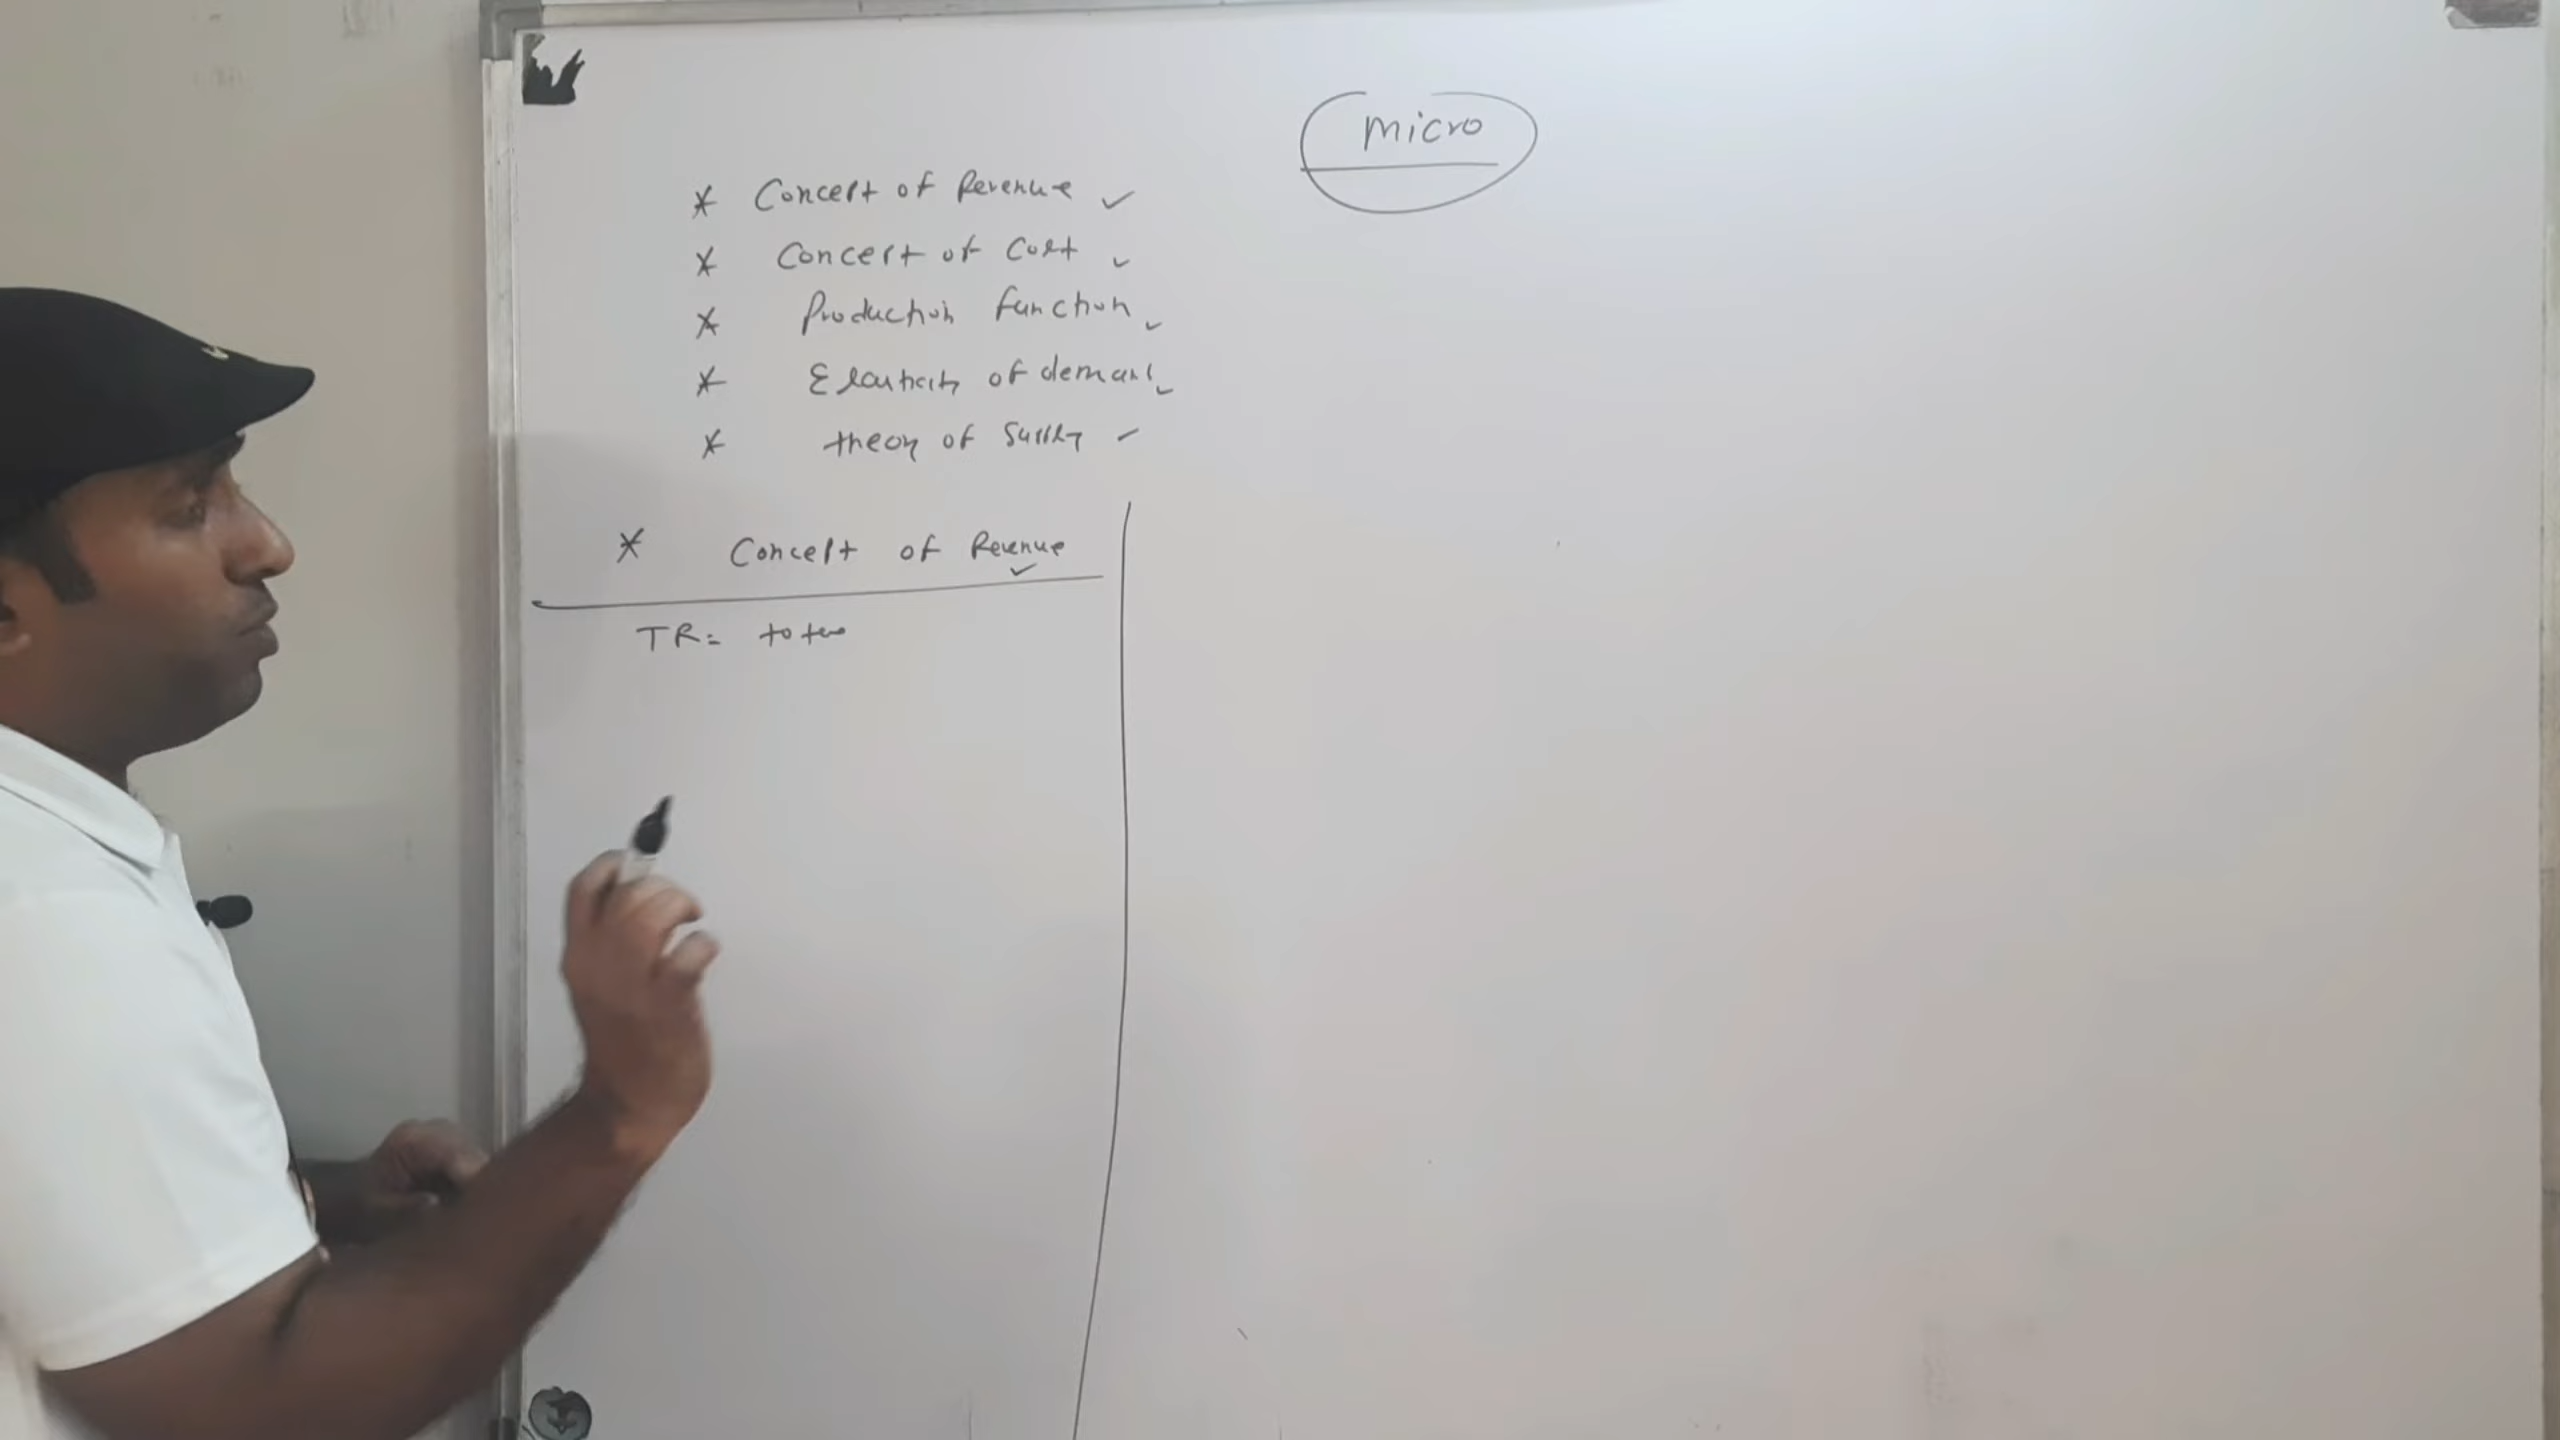 micro
* Concept of Revenue ✓
* Concept of Cost ✓
* Production function ✓
* Elasticity of demand ✓
* theory of Supply ✓
* Concept of Revenue ✓
TR =